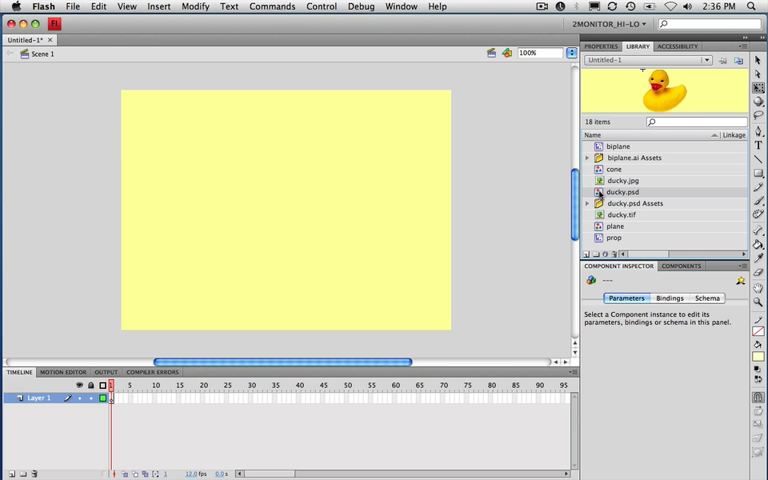 Flash File Edit View Insert Modify Text Commands Control Debug Window Help 2:36 PM
Fl 2MONITOR_HI-LO
Untitled-1* ×
Scene 1 100%
PROPERTIES LIBRARY ACCESSIBILITY
Untitled-1
18 items
Name Linkage
biplane
biplane.ai Assets
cone
ducky.jpg
ducky.psd
ducky.psd Assets
ducky.tif
plane
prop
COMPONENT INSPECTOR COMPONENTS
---
Parameters Bindings Schema
Select a Component instance to edit its
parameters, bindings or schema in this panel.
TIMELINE MOTION EDITOR OUTPUT COMPILER ERRORS
1 5 10 15 20 25 30 35 40 45 50 55 60 65 70 75 80 85 90 95
Layer 1
1 12.0 fps 0.0 s